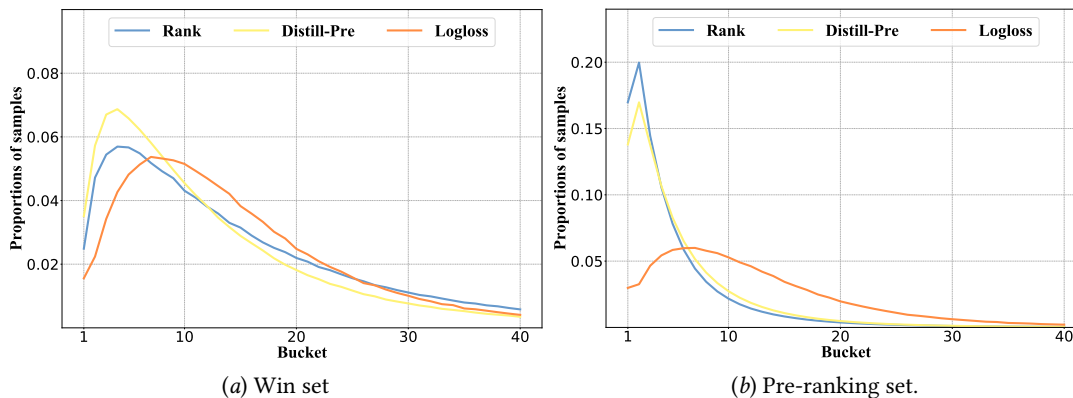 Rank Distill-Pre Logloss
0.08
0.06
0.04
0.02
Proportions of samples
1 10 20 30 40
Bucket
(a) Win set
Rank Distill-Pre Logloss
0.20
0.15
0.10
0.05
Proportions of samples
1 10 20 30 40
Bucket
(b) Pre-ranking set.